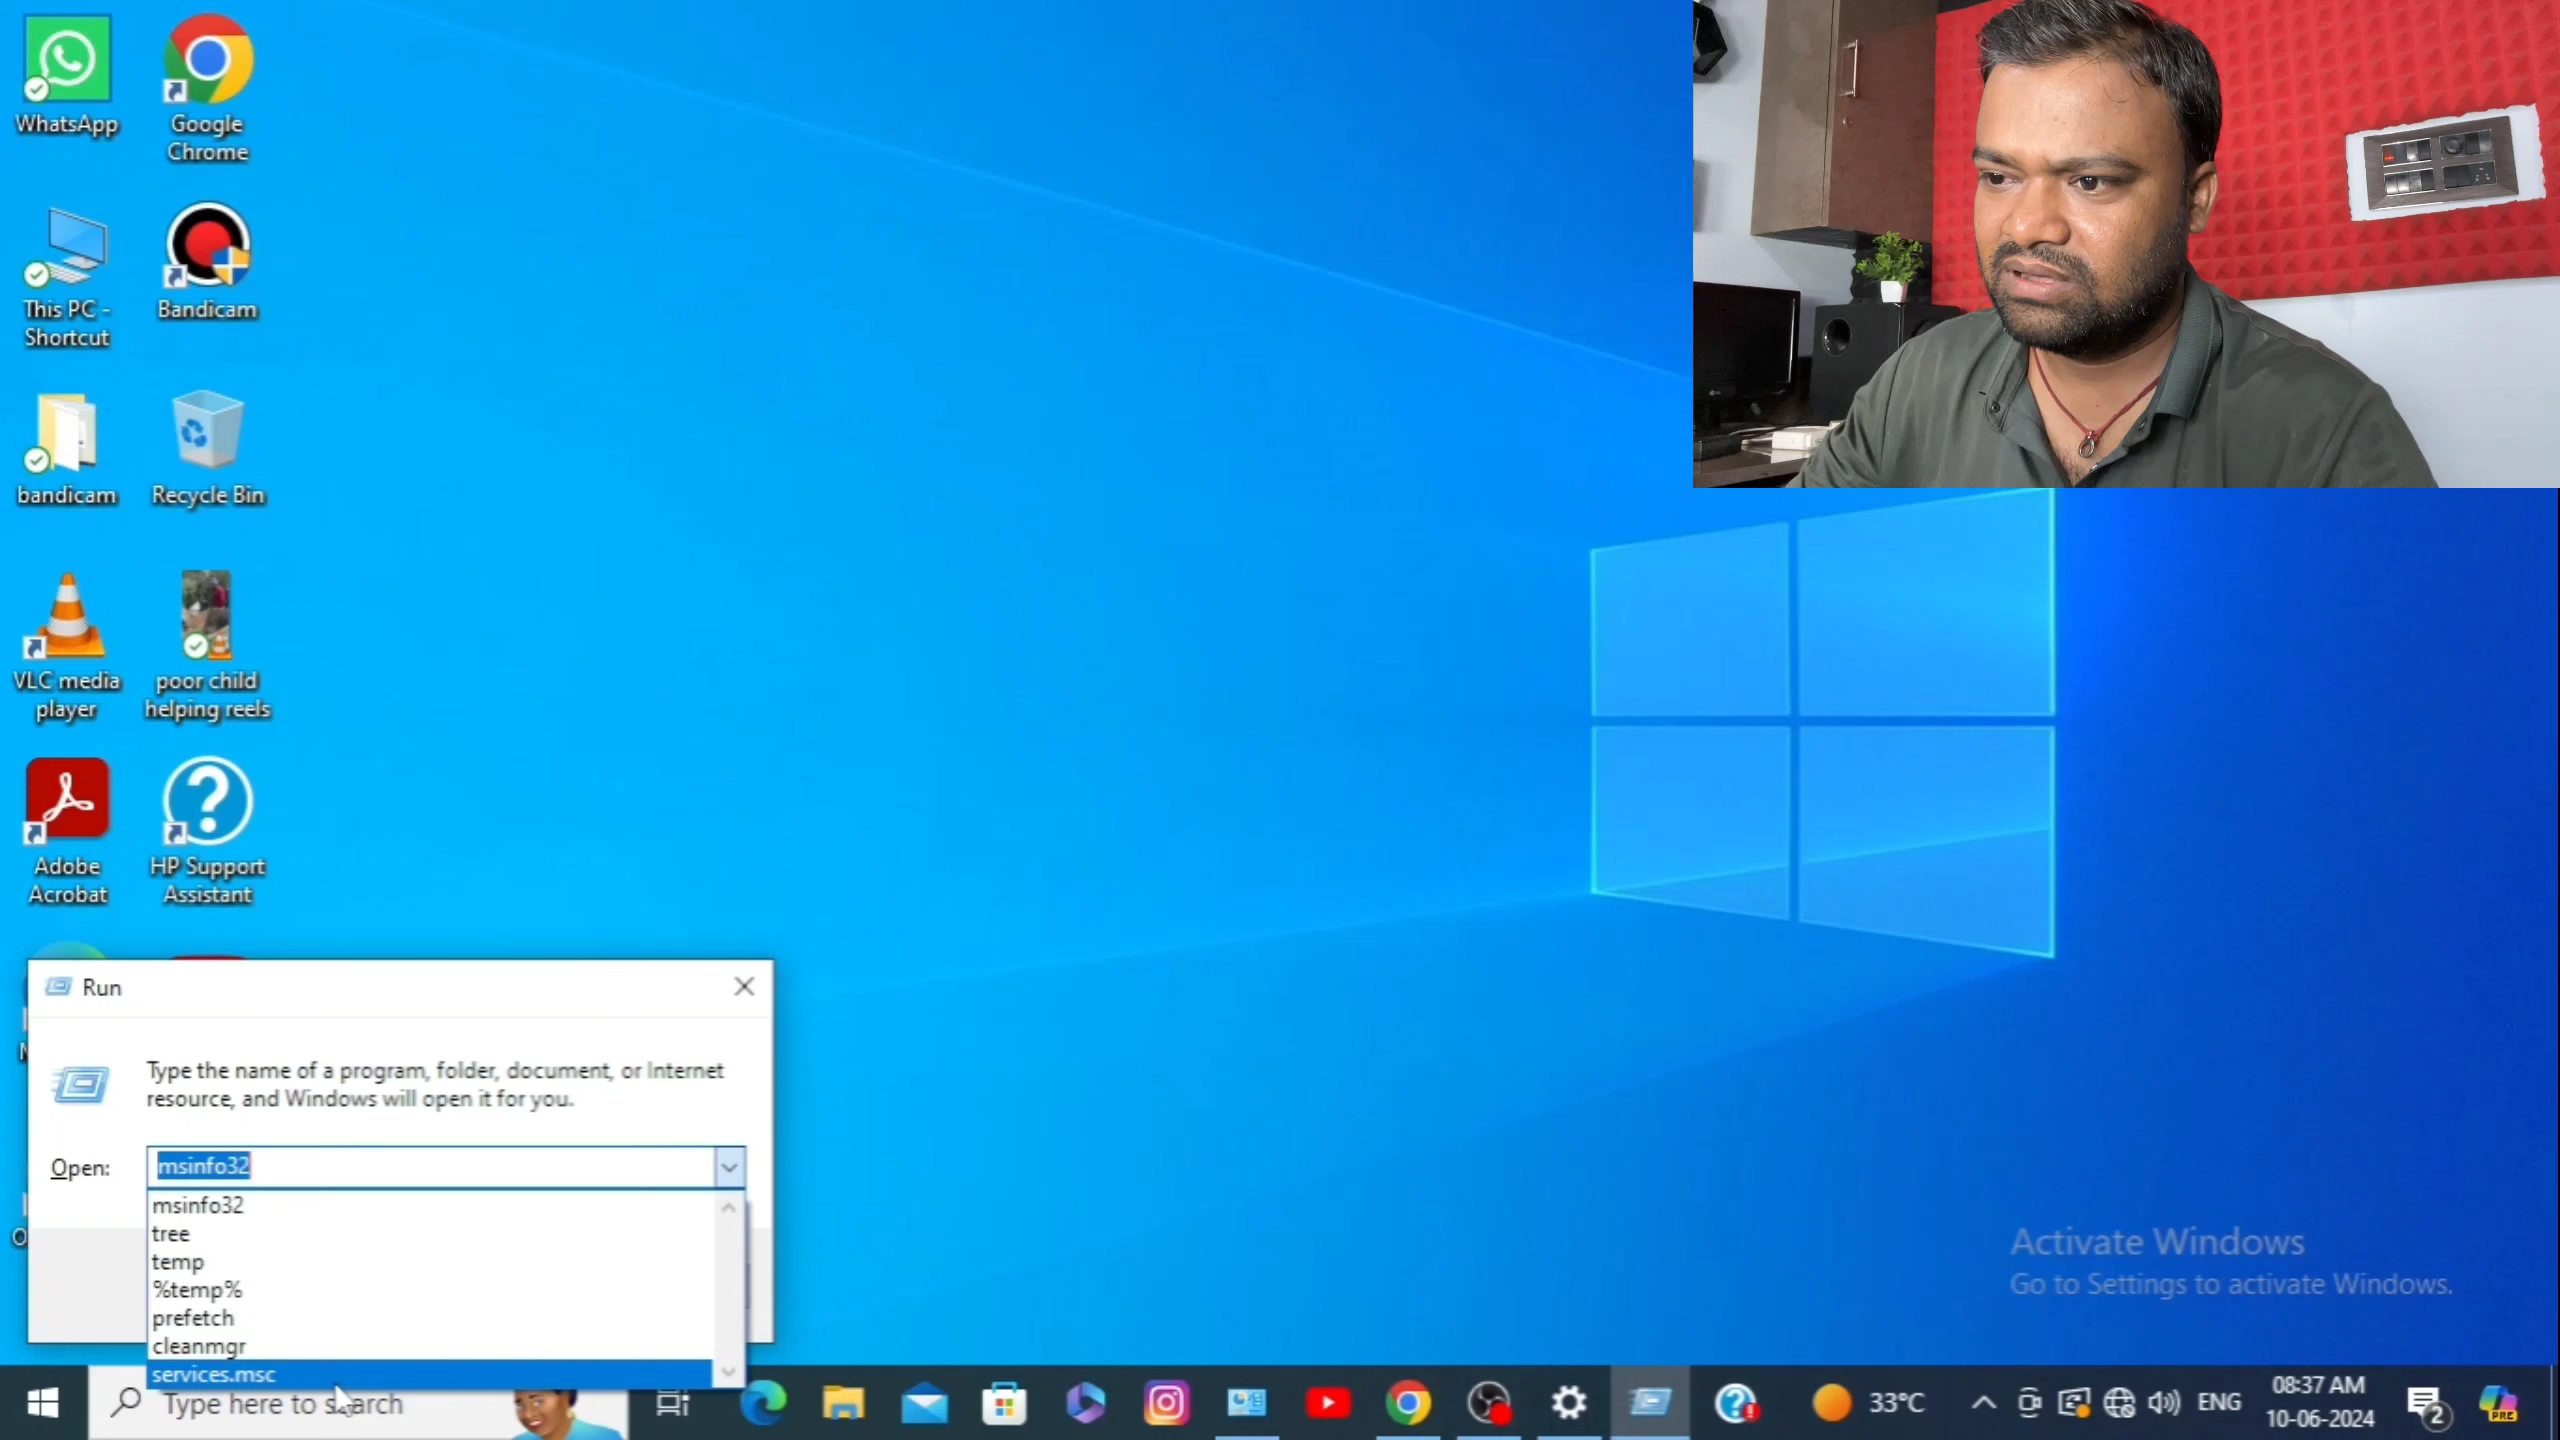 WhatsApp
Google
Chrome
This PC -
Shortcut
Bandicam
bandicam
Recycle Bin
VLC media
player
poor child
helping reels
Adobe
Acrobat
HP Support
Assistant
Run
Type the name of a program, folder, document, or Internet
resource, and Windows will open it for you.
Open:
msinfo32
msinfo32
tree
temp
%temp%
prefetch
cleanmgr
services.msc
Activate Windows
Go to Settings to activate Windows.
Type here to search
33°C
ENG
08:37 AM
10-06-2024
2
PRE